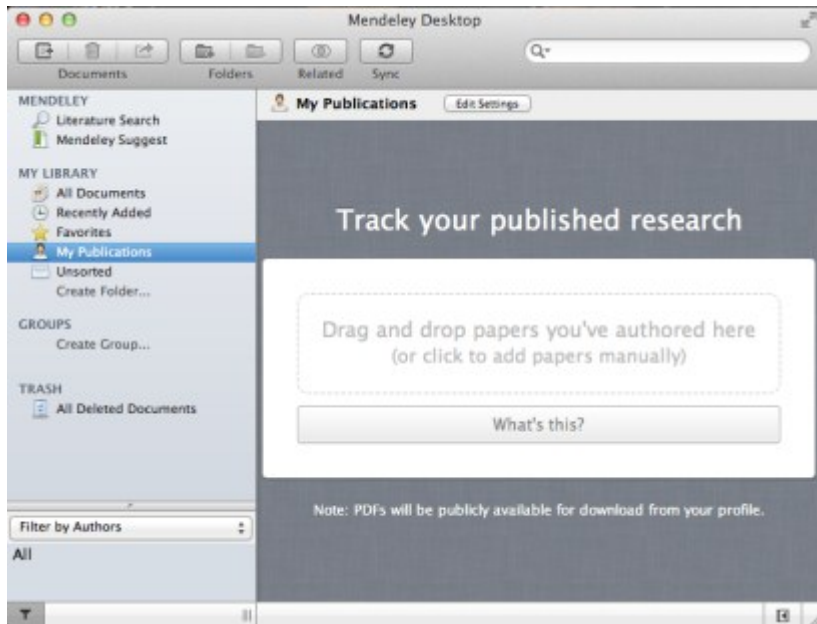 Mendeley Desktop
Documents
Folders
Related
Sync
MENDELEY
Literature Search
Mendeley Suggest
MY LIBRARY
All Documents
Recently Added
Favorites
My Publications
Unsorted
Create Folder...
GROUPS
Create Group...
TRASH
All Deleted Documents
Filter by Authors
All
My Publications
Edit Settings
Track your published research
Drag and drop papers you've authored here
(or click to add papers manually)
What's this?
Note: PDFs will be publicly available for download from your profile.